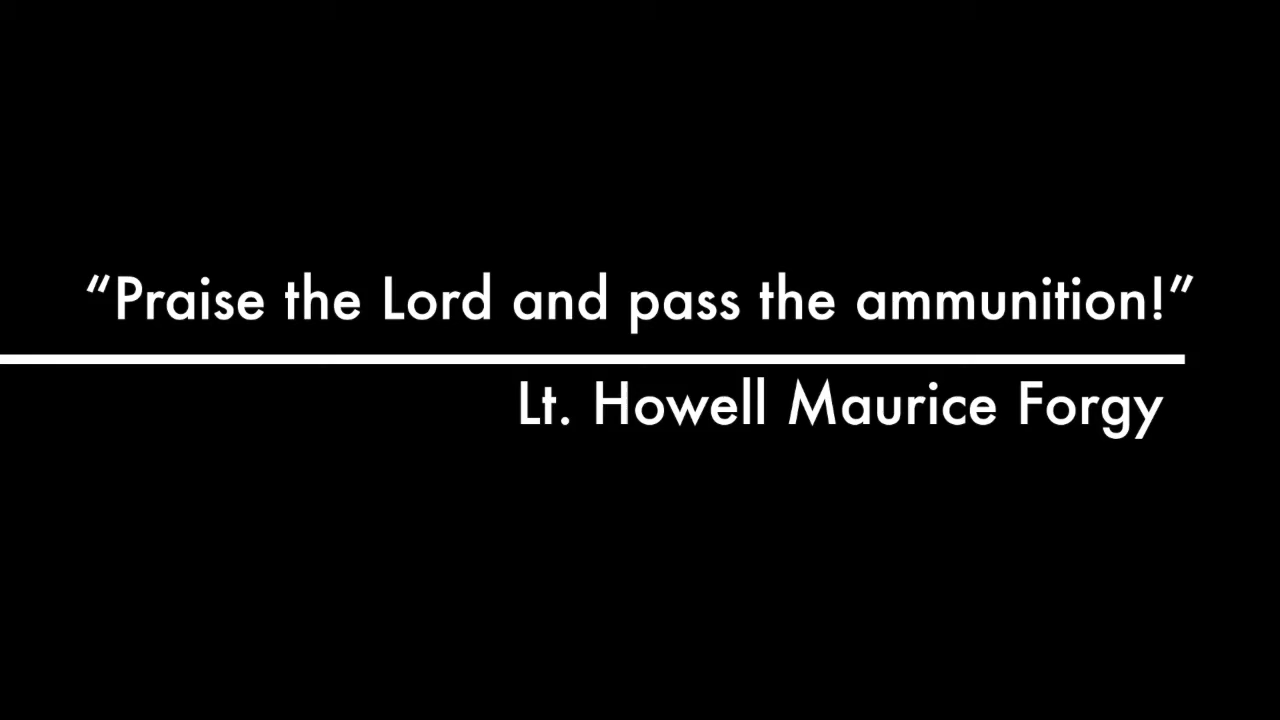 “Praise the Lord and pass the ammunition!”
Lt. Howell Maurice Forgy